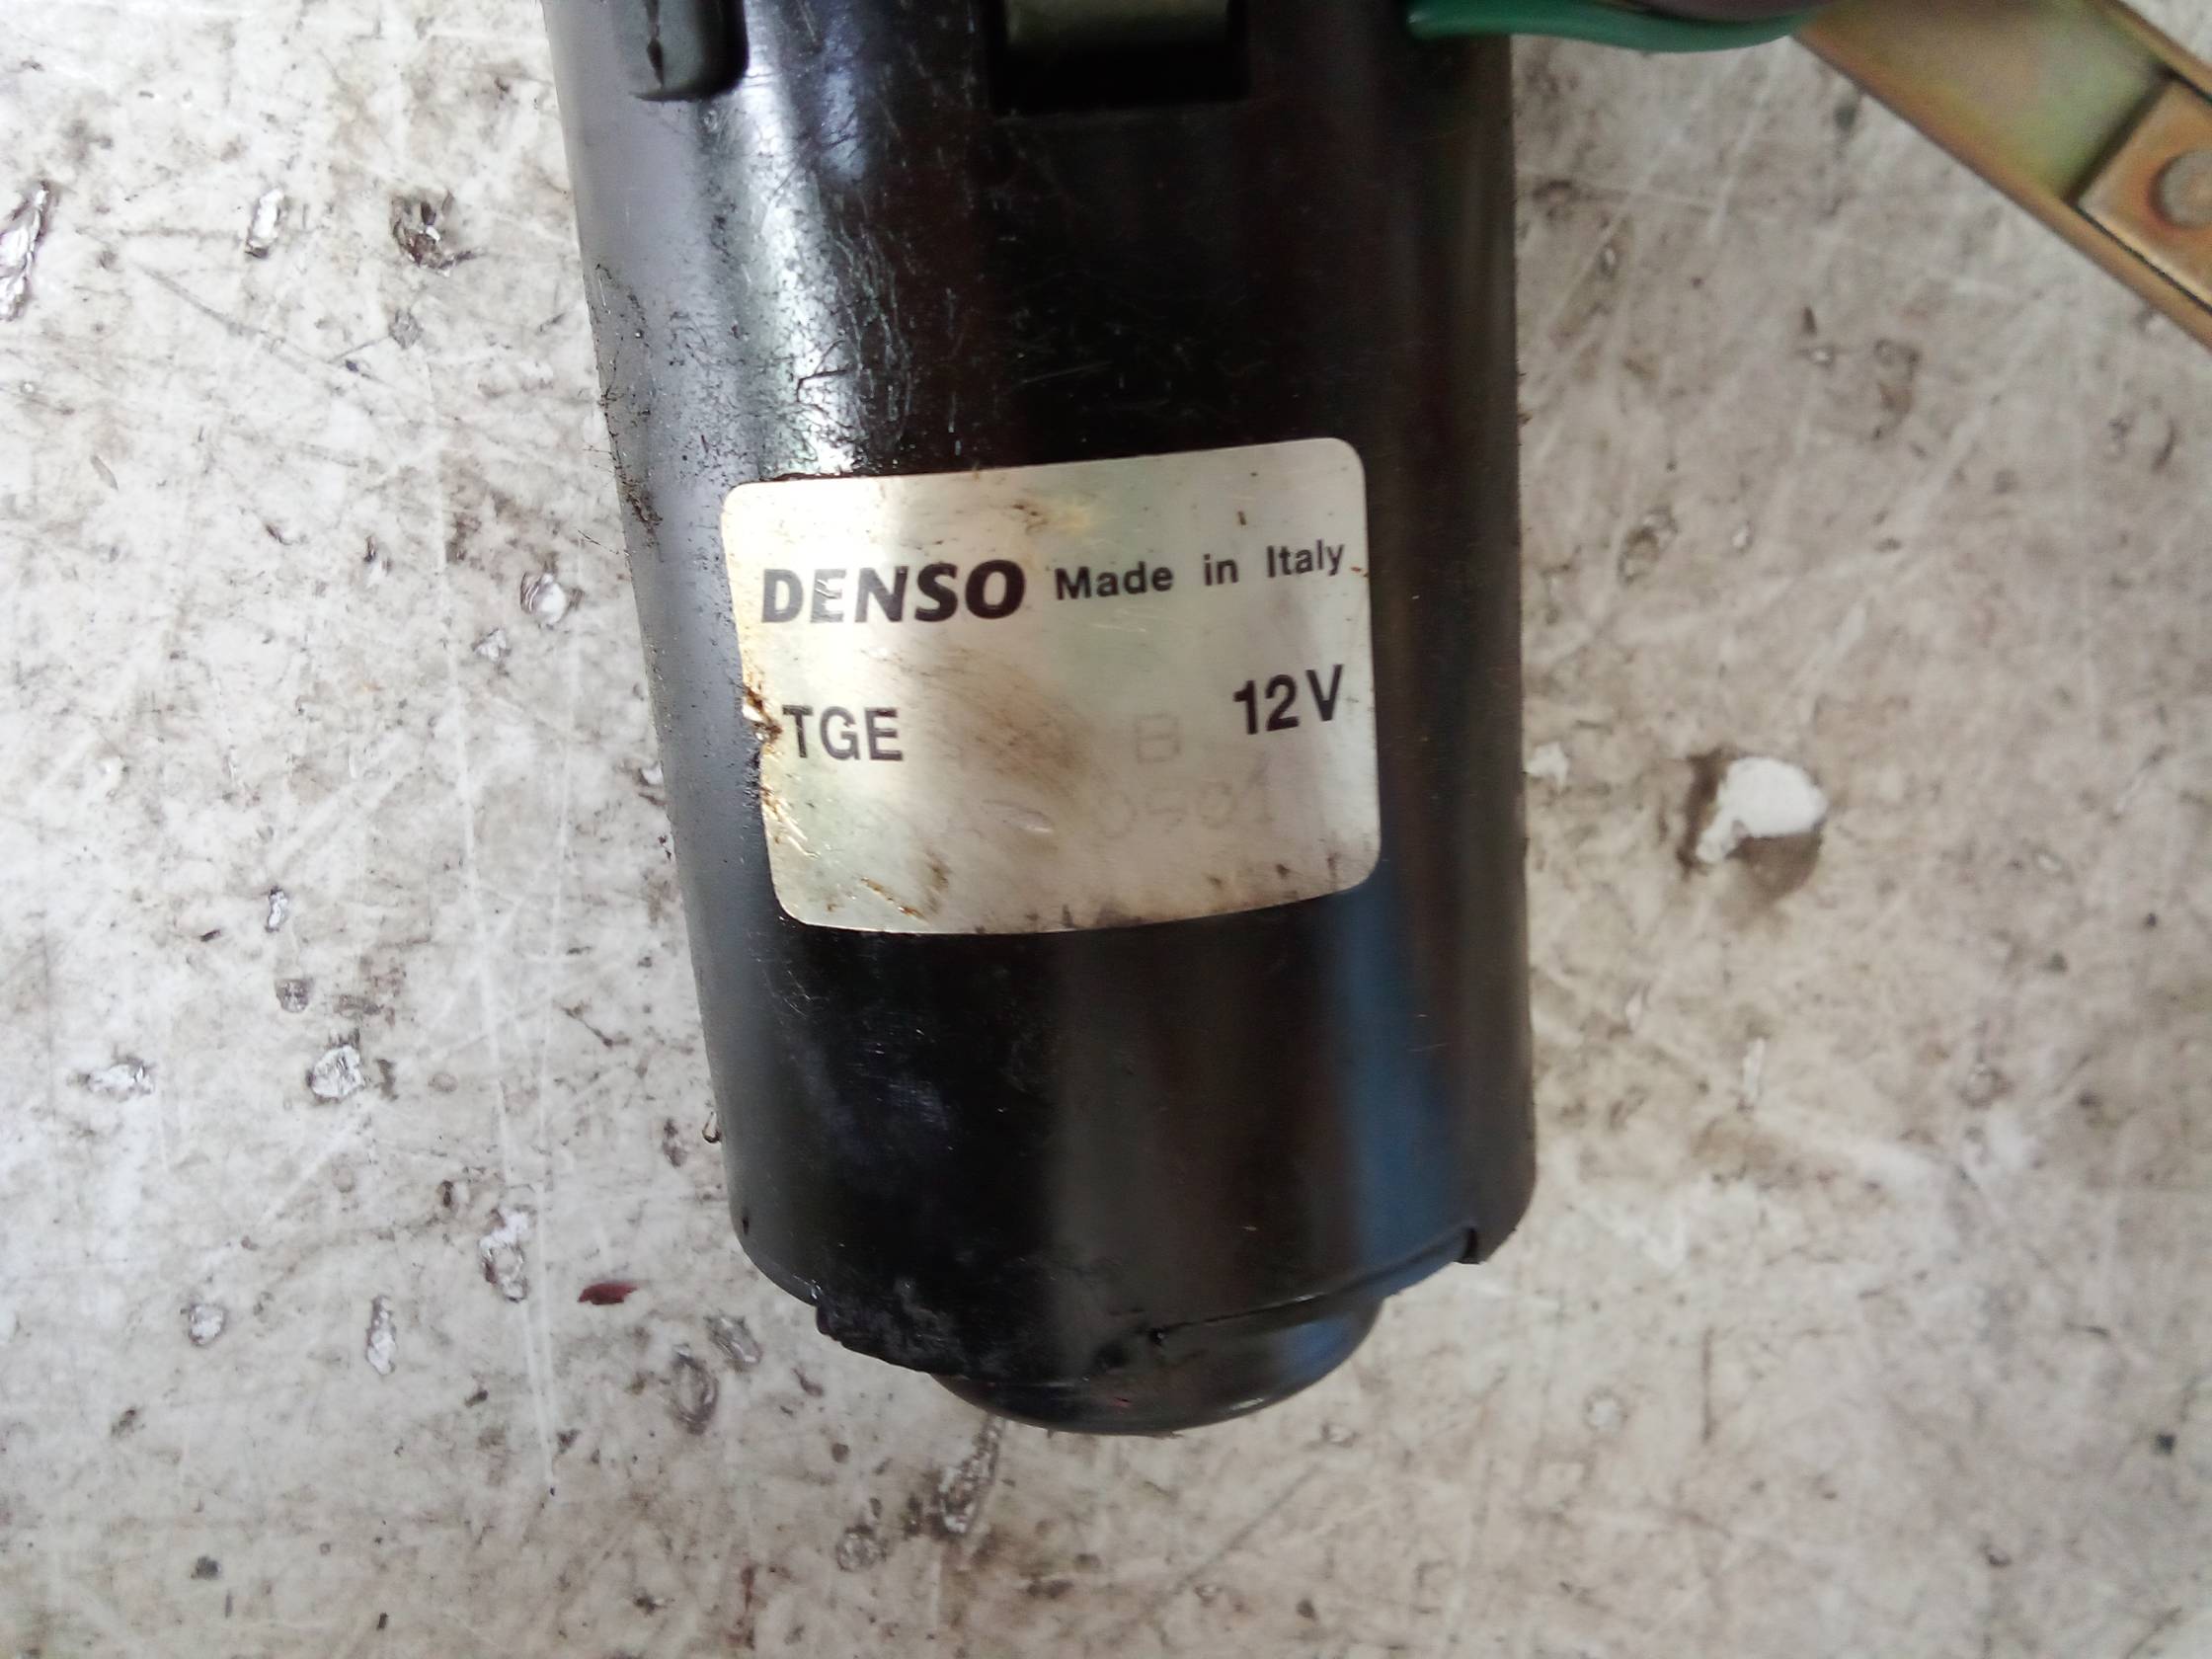 DENSO Made in Italy
TGE 12V